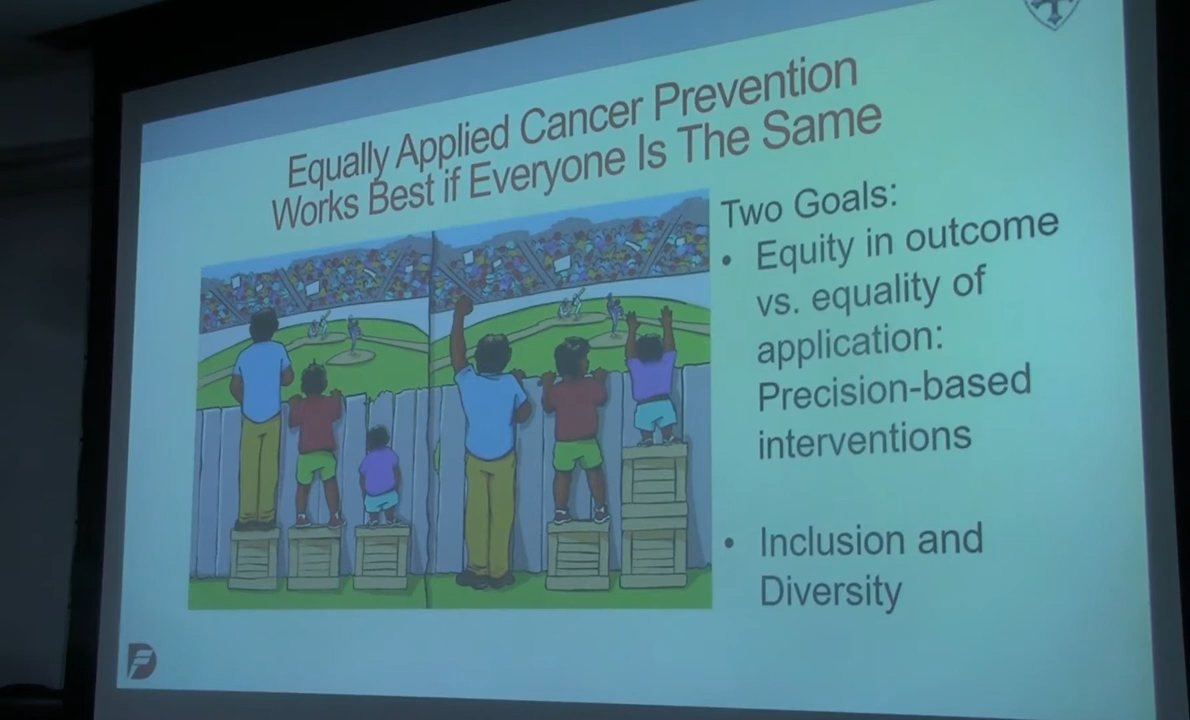 Equally Applied Cancer Prevention
Works Best if Everyone Is The Same
Two Goals:
• Equity in outcome
vs. equality of
application:
Precision-based
interventions
• Inclusion and
Diversity